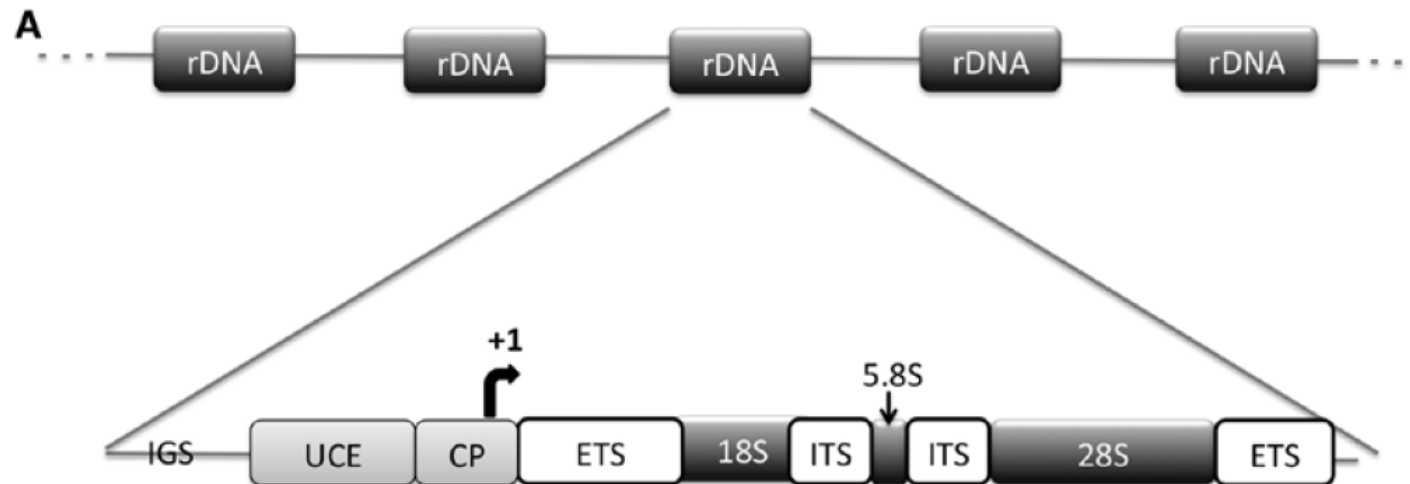 A
rDNA rDNA rDNA rDNA rDNA
+1
5.8S
IGS UCE CP ETS 18S ITS ITS 28S ETS